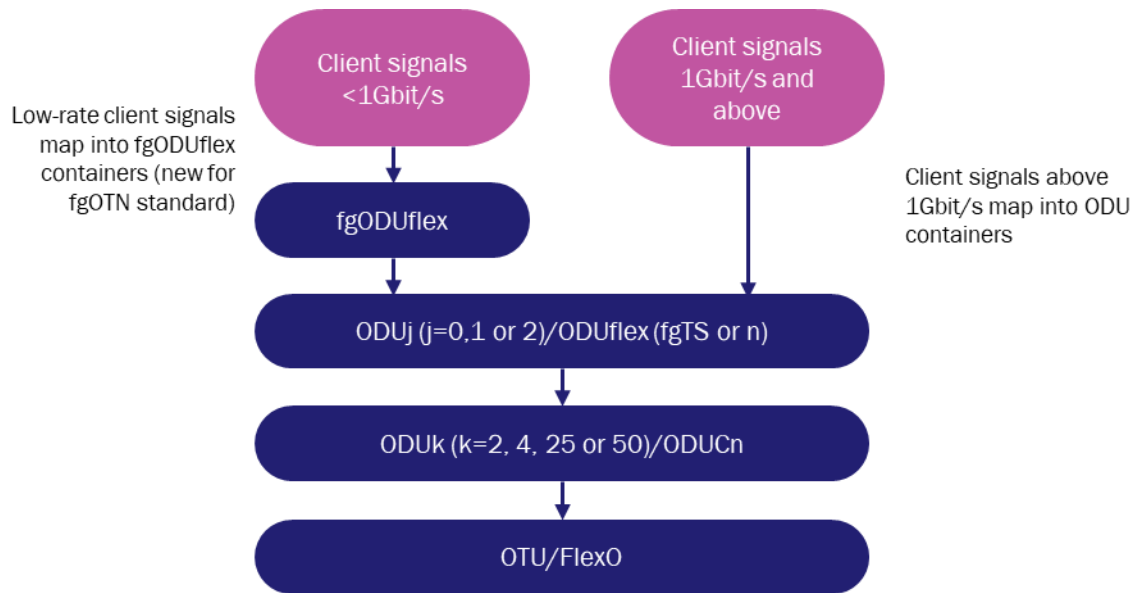 Client signals
<1Gbit/s
Client signals
1Gbit/s and
above
Low-rate client signals
map into fgODUflex
containers (new for
fgOTN standard)
fgODUflex
Client signals above
1Gbit/s map into ODU
containers
ODUj (j=0,1 or 2)/ODUflex (fgTS or n)
ODUk (k=2, 4, 25 or 50)/ODUCn
OTU/FlexO